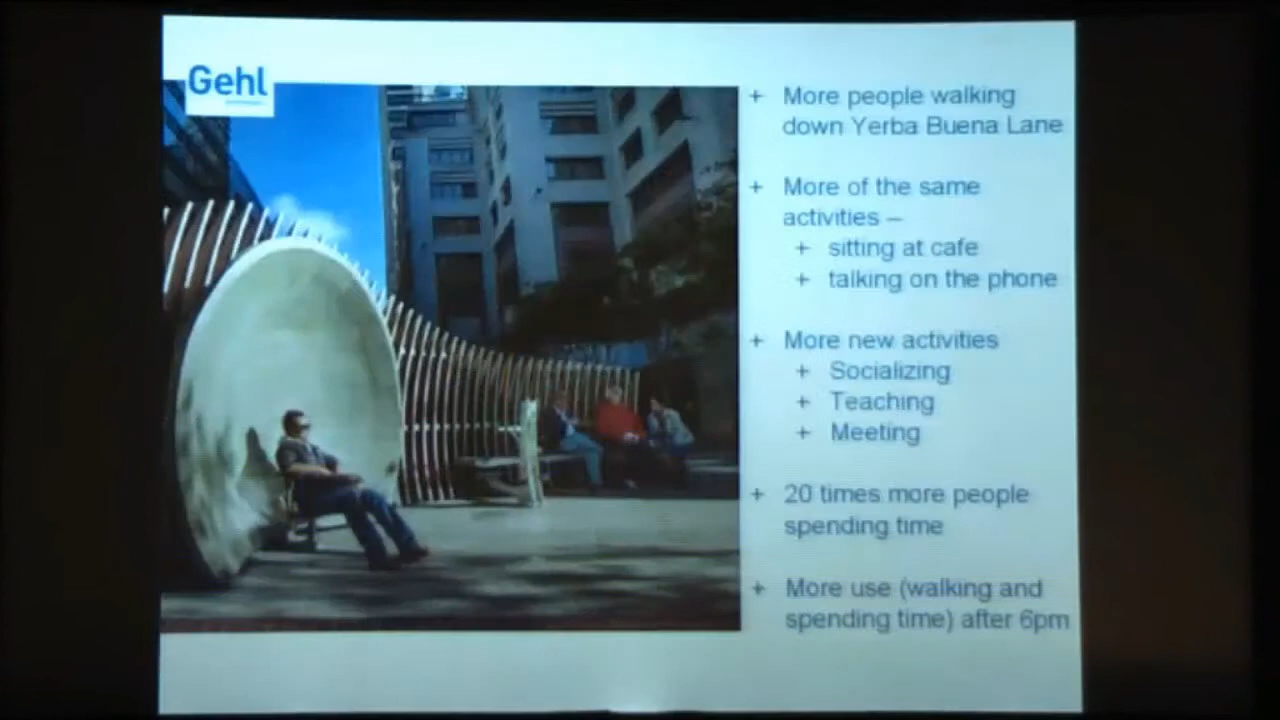 Gehl
+ More people walking
down Yerba Buena Lane
+ More of the same
activities –
+ sitting at cafe
+ talking on the phone
+ More new activities
+ Socializing
+ Teaching
+ Meeting
+ 20 times more people
spending time
+ More use (walking and
spending time) after 6pm